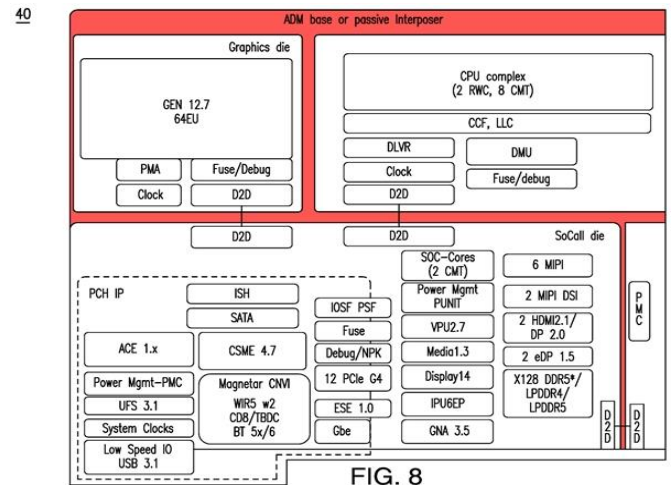 40
ADM base or passive Interposer
Graphics die
GEN 12.7
64EU
PMA
Fuse/Debug
Clock
D2D
CPU complex
(2 RWC, 8 CMT)
CCF, LLC
DLVR
DMU
Clock
Fuse/debug
D2D
D2D
D2D
SoCall die
PCH IP
ISH
SATA
ACE 1.x
CSME 4.7
Power Mgmt-PMC
UFS 3.1
System Clocks
Low Speed IO
USB 3.1
Magnetar CNVI
WIR5 w2
CD8/TBDC
BT 5x/6
IOSF PSF
Fuse
Debug/NPK
12 PCIe G4
ESE 1.0
Gbe
SOC-Cores
(2 CMT)
Power Mgmt
PUNIT
VPU2.7
Media1.3
Display14
IPU6EP
GNA 3.5
6 MIPI
2 MIPI DSI
2 HDMI2.1/
DP 2.0
2 eDP 1.5
X128 DDR5*/
LPDDR4/
LPDDR5
D2D
D2D
PMC
FIG. 8